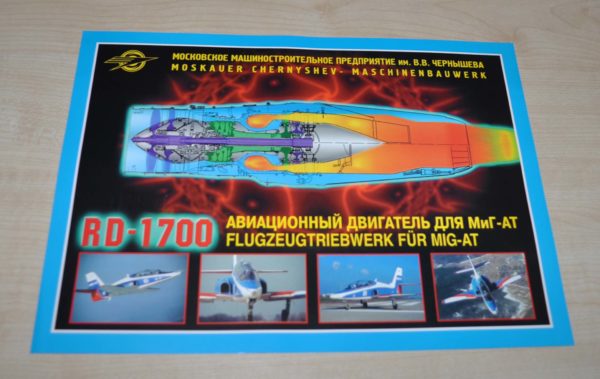 МОСКОВСКОЕ МАШИНОСТРОИТЕЛЬНОЕ ПРЕДПРИЯТИЕ им. В.В. ЧЕРНЫШЕВА
MOSKAUER CHERNYSHEV- MASCHINENBAUWERK
RD-1700
АВИАЦИОННЫЙ ДВИГАТЕЛЬ ДЛЯ МиГ-АТ
FLUGZEUGTRIEBWERK FÜR MIG-AT